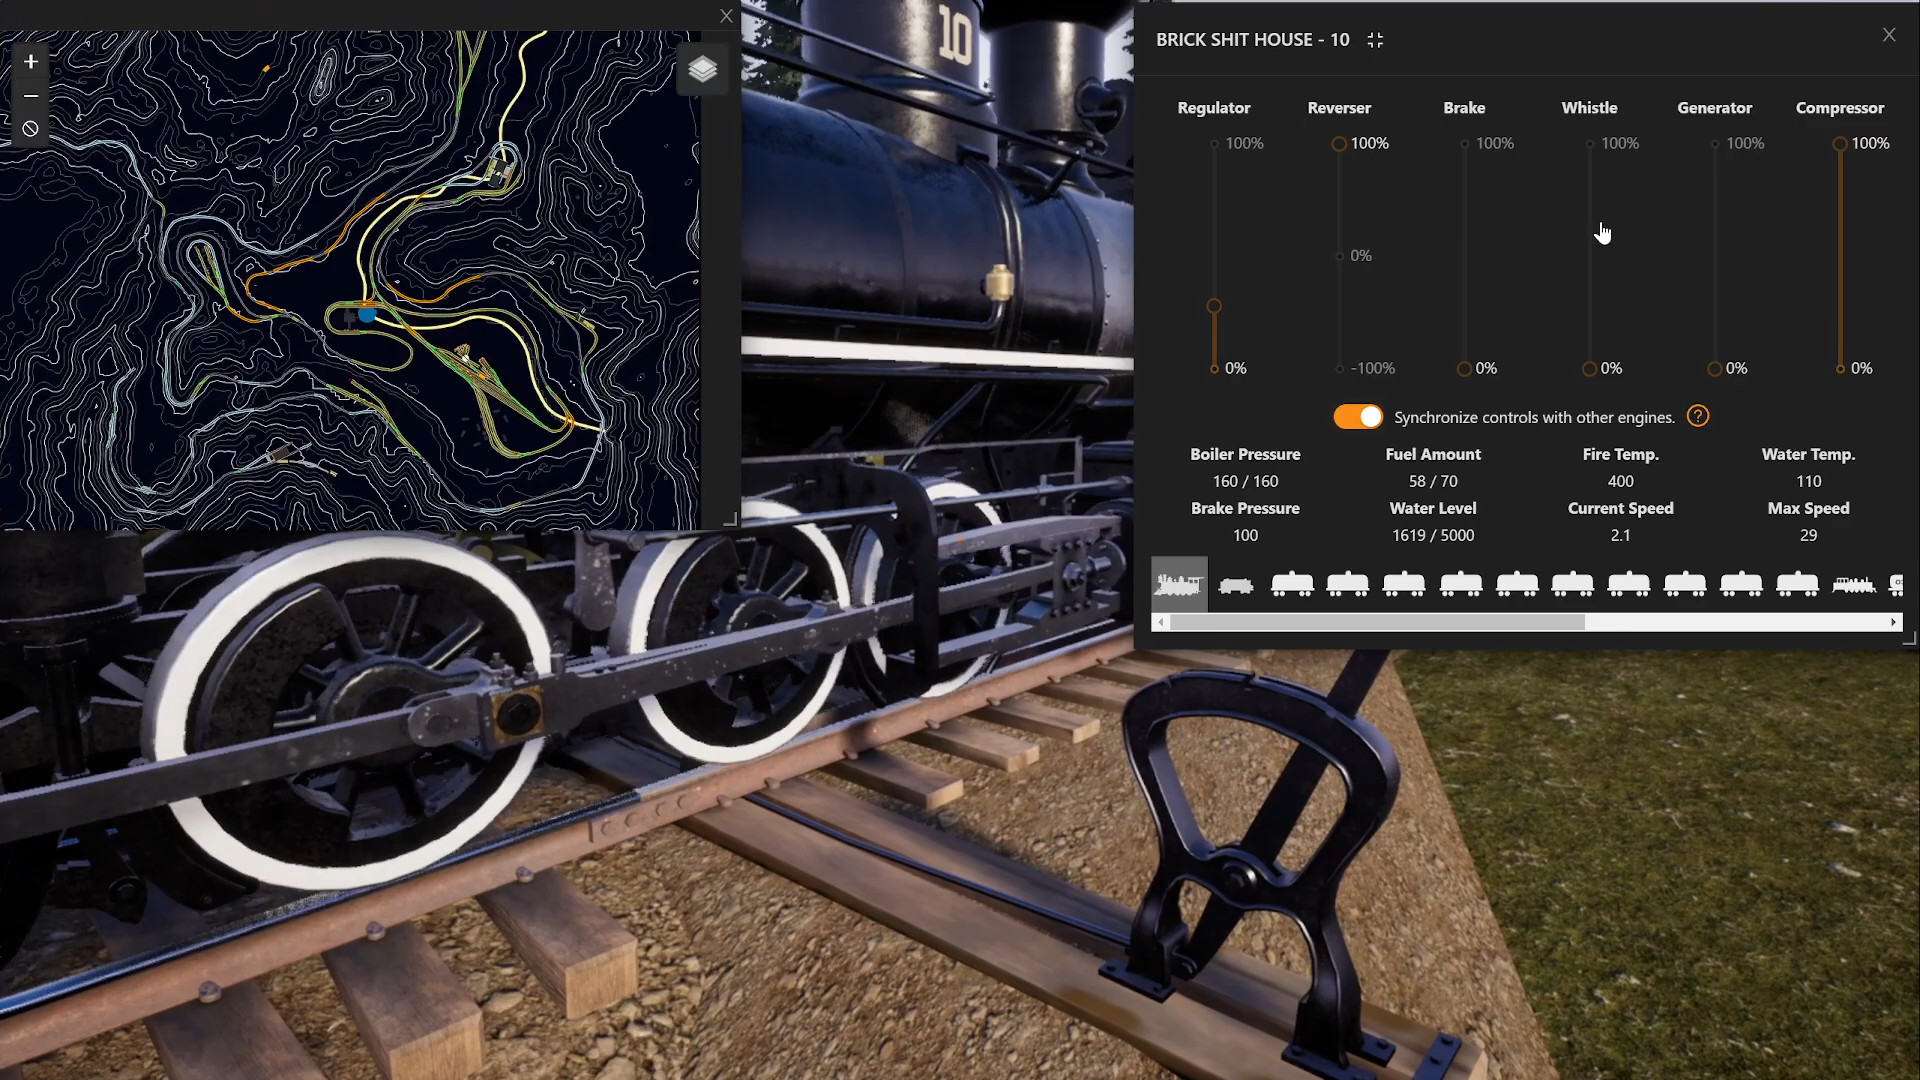 10
BRICK SHIT HOUSE - 10
Regulator Reverser Brake Whistle Generator Compressor
100% 100% 100% 100% 100% 100%
0%
0% -100% 0% 0% 0% 0%
Synchronize controls with other engines. ?
Boiler Pressure Fuel Amount Fire Temp. Water Temp.
160 / 160 58 / 70 400 110
Brake Pressure Water Level Current Speed Max Speed
100 1619 / 5000 2.1 29